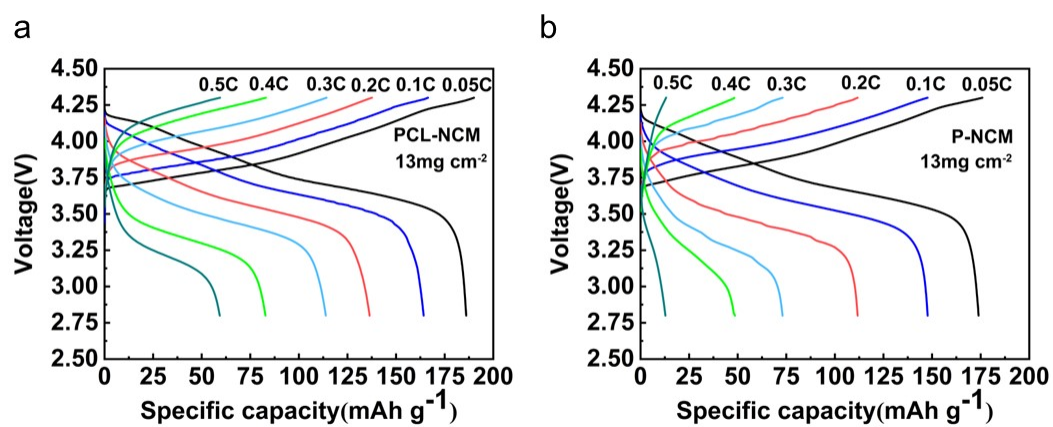 a
4.50
4.25
4.00
3.75
3.50
3.25
3.00
2.75
2.50
Voltage(V)
0.5C 0.4C 0.3C 0.2C 0.1C 0.05C
PCL-NCM
13mg cm-2
0 25 50 75 100 125 150 175 200
Specific capacity(mAh g-1)
b
4.50
4.25
4.00
3.75
3.50
3.25
3.00
2.75
2.50
Voltage(V)
0.5C 0.4C 0.3C 0.2C 0.1C 0.05C
P-NCM
13mg cm-2
0 25 50 75 100 125 150 175 200
Specific capacity(mAh g-1)